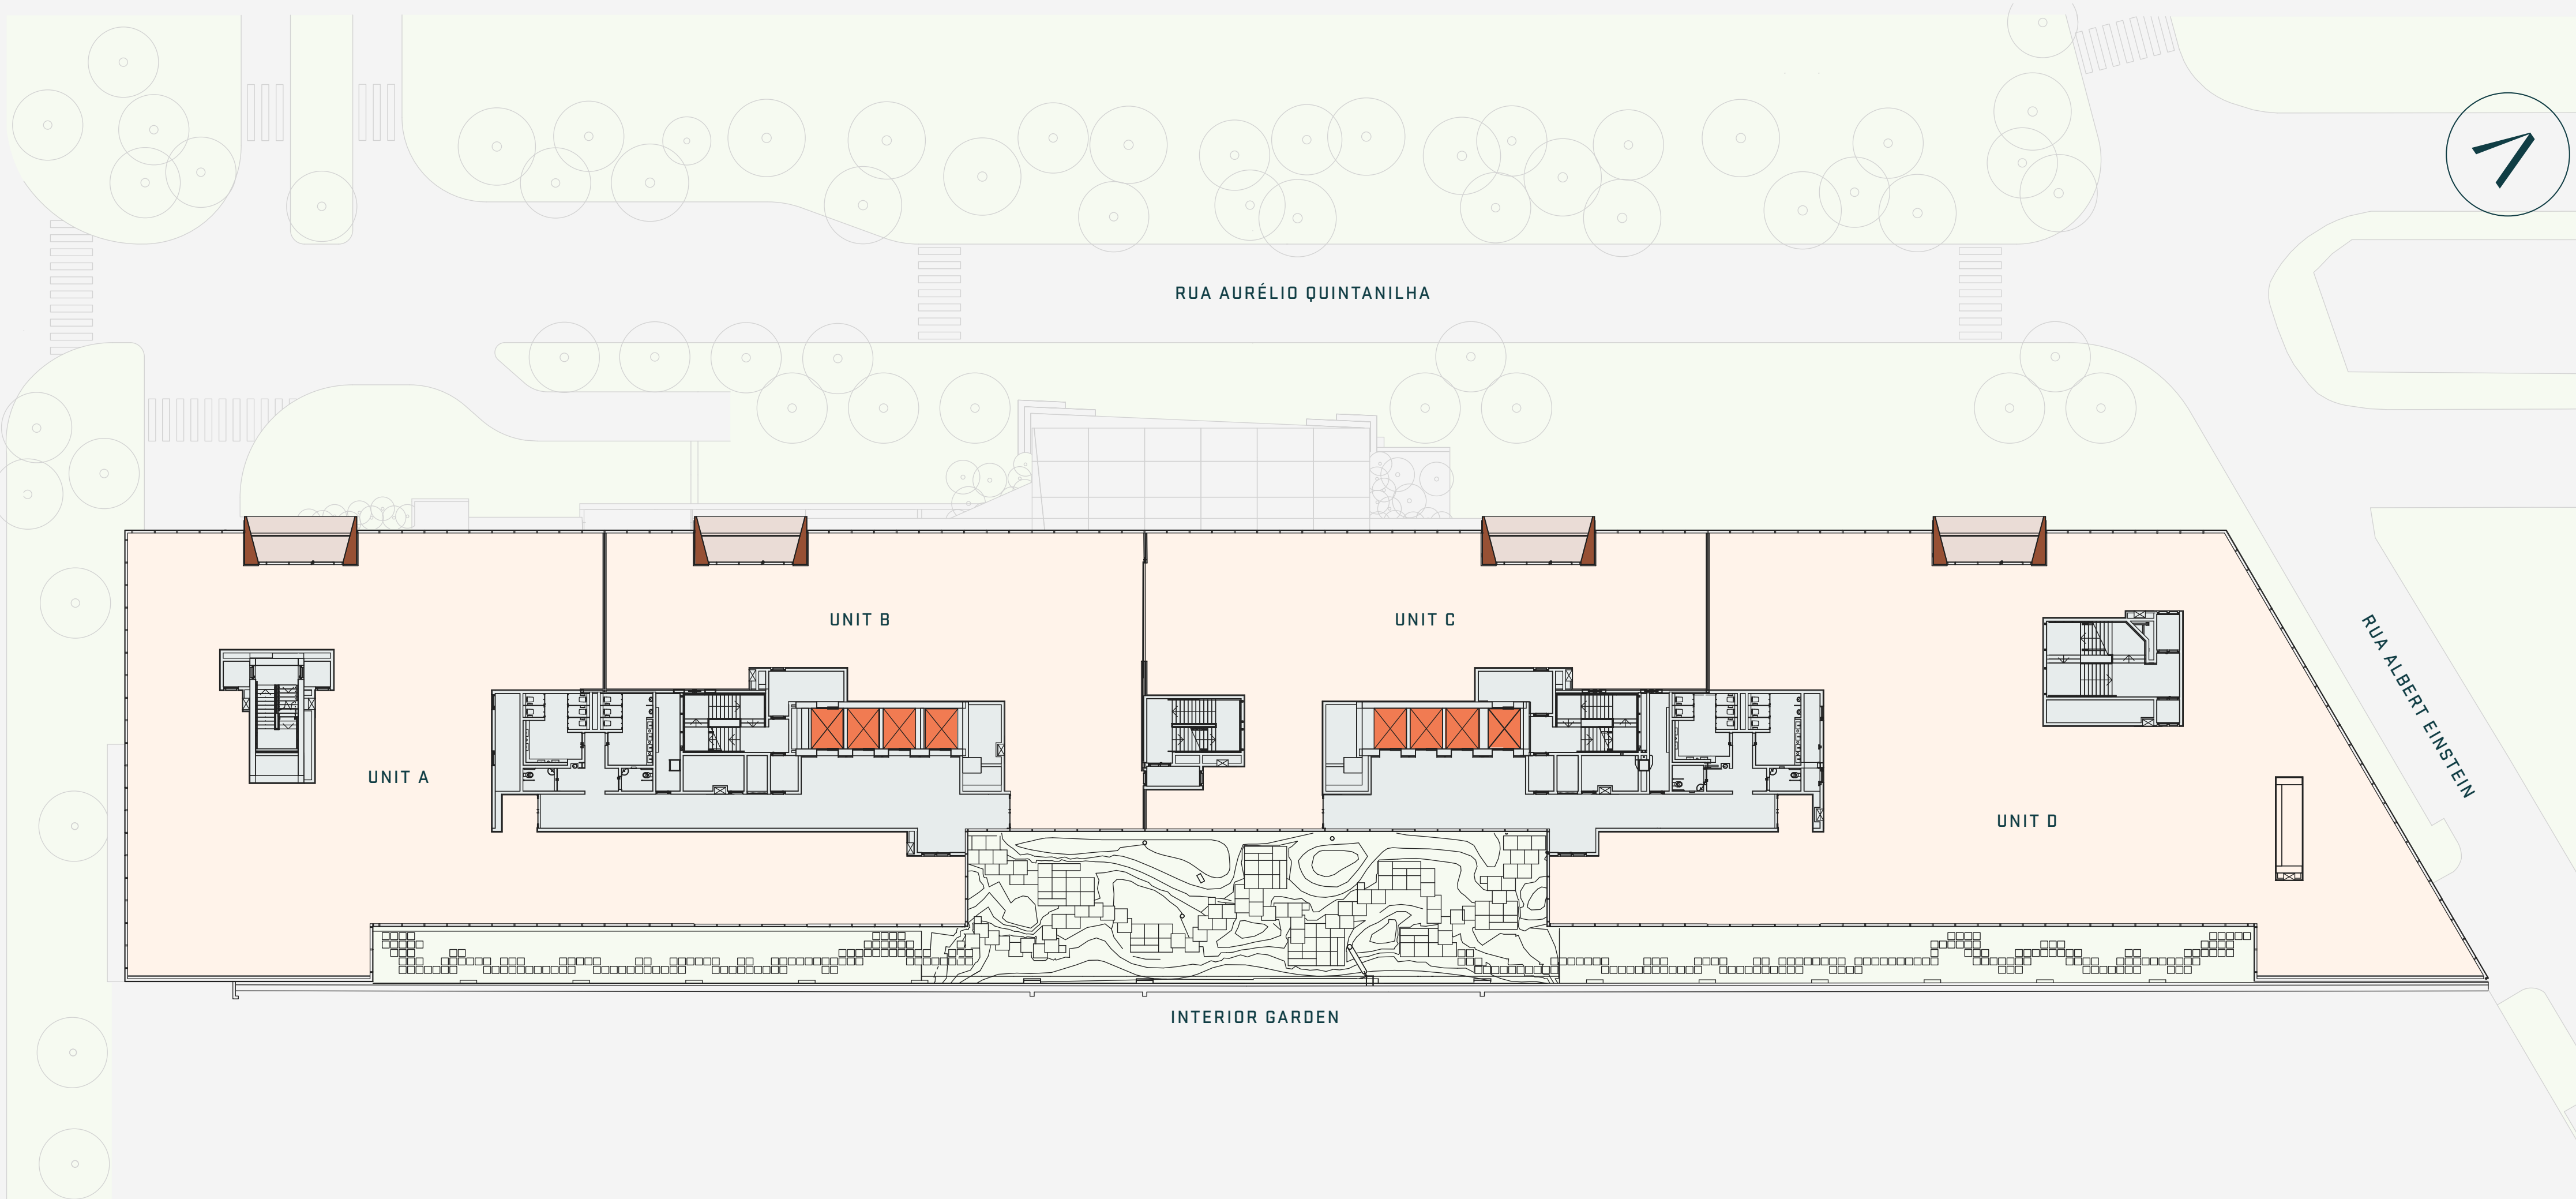 RUA AURÉLIO QUINTANILHA
UNIT B
UNIT C
RUA ALBERT EINSTEIN
UNIT A
UNIT D
INTERIOR GARDEN